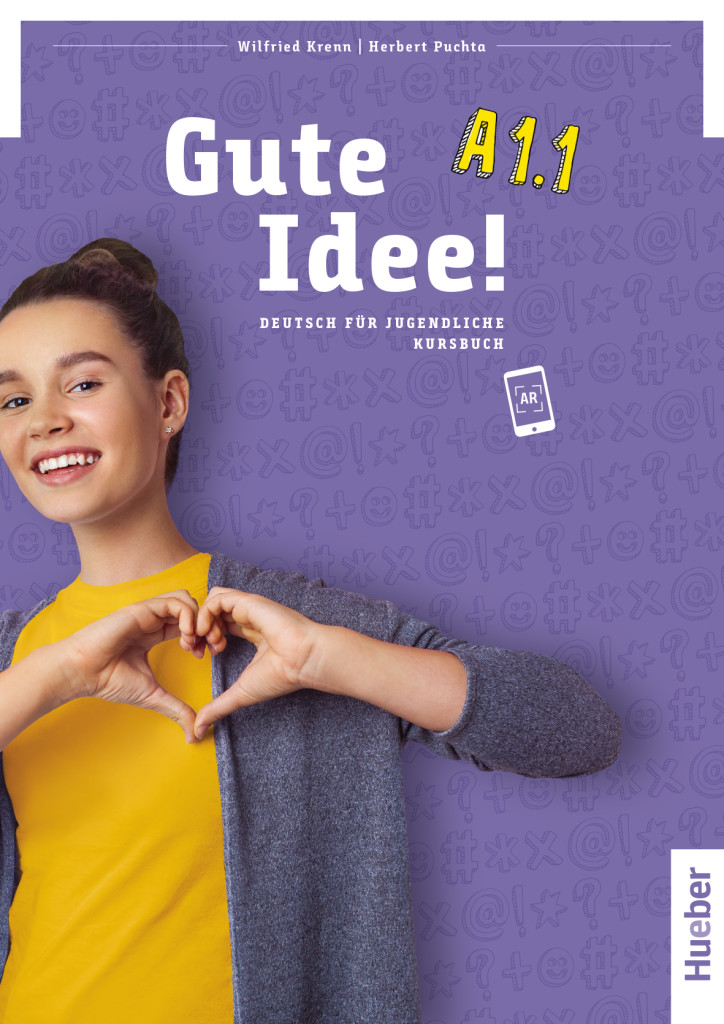 Wilfried Krenn | Herbert Puchta
A1.1
Gute
Idee!
DEUTSCH FÜR JUGENDLICHE
KURSBUCH
AR
Hueber